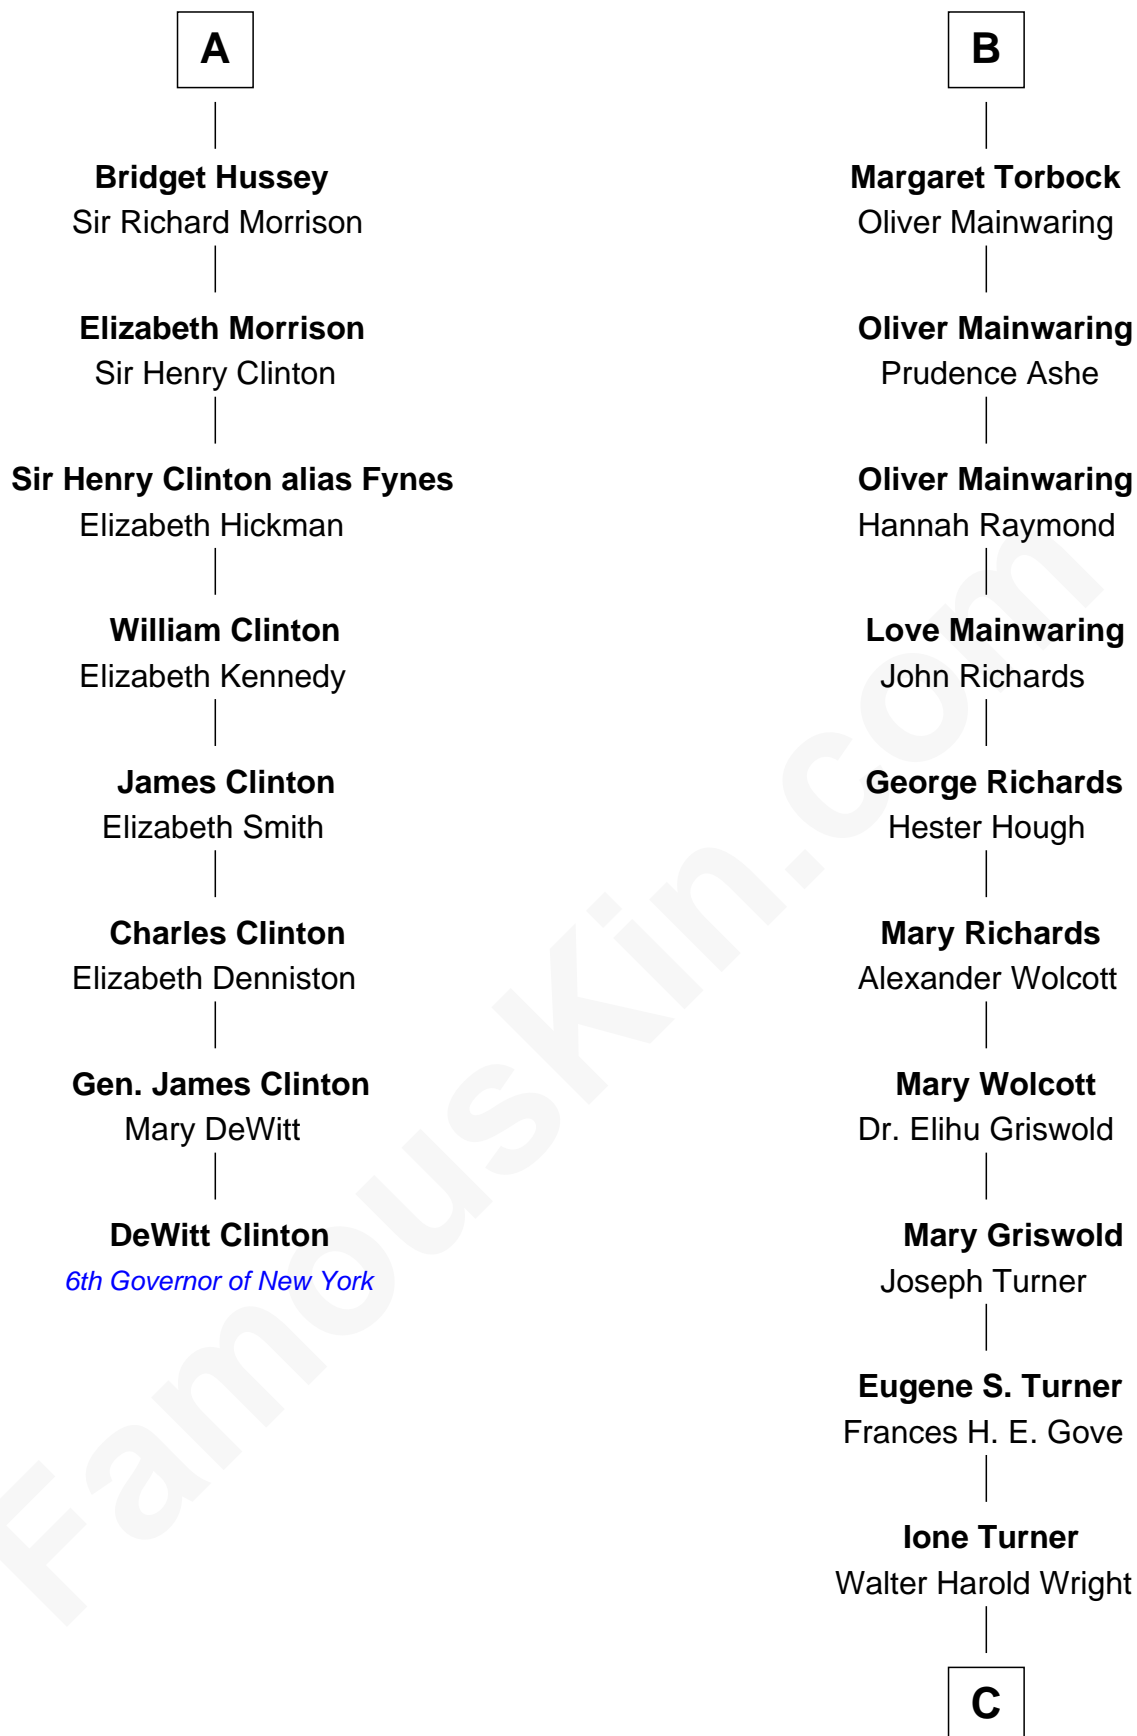 A
Bridget Hussey
Sir Richard Morrison
Elizabeth Morrison
Sir Henry Clinton
Sir Henry Clinton alias Fynes
Elizabeth Hickman
William Clinton
Elizabeth Kennedy
James Clinton
Elizabeth Smith
Charles Clinton
Elizabeth Denniston
Gen. James Clinton
Mary DeWitt
DeWitt Clinton
6th Governor of New York
B
Margaret Torbock
Oliver Mainwaring
Oliver Mainwaring
Prudence Ashe
Oliver Mainwaring
Hannah Raymond
Love Mainwaring
John Richards
George Richards
Hester Hough
Mary Richards
Alexander Wolcott
Mary Wolcott
Dr. Elihu Griswold
Mary Griswold
Joseph Turner
Eugene S. Turner
Frances H. E. Gove
Ione Turner
Walter Harold Wright
C
FamousKin.com